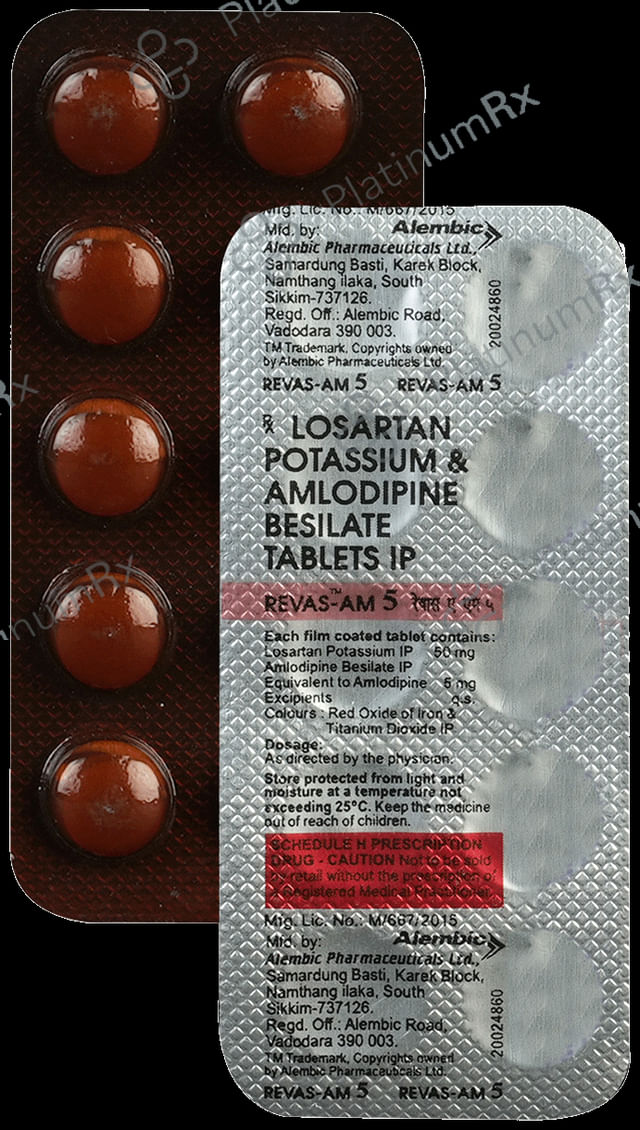 PlatinumRx
PlatinumRx
Mfg. Lic. No.: M/667/2015
Mfd. by: Alembic
Alembic Pharmaceuticals Ltd.,
Samardung Basti, Karek Block,
Namthang ilaka, South
Sikkim-737126.
Regd. Off.: Alembic Road,
Vadodara 390 003.
TM Trademark, Copyrights owned
by Alembic Pharmaceuticals Ltd.
20024860
REVAS-AM 5 REVAS-AM 5
Rx LOSARTAN
POTASSIUM &
AMLODIPINE
BESILATE
TABLETS IP
REVAS™-AM 5 रेवास ए एम ५
Each film coated tablet contains:
Losartan Potassium IP 50 mg
Amlodipine Besilate IP
Equivalent to Amlodipine 5 mg
Excipients q.s.
Colours : Red Oxide of Iron &
Titanium Dioxide IP
Dosage:
As directed by the physician.
Store protected from light and
moisture at a temperature not
exceeding 25°C. Keep the medicine
out of reach of children.
SCHEDULE H PRESCRIPTION
DRUG - CAUTION Not to be sold
by retail without the prescription of
a Registered Medical Practitioner.
Mfg. Lic. No.: M/667/2015
Mfd. by: Alembic
Alembic Pharmaceuticals Ltd.,
Samardung Basti, Karek Block,
Namthang ilaka, South
Sikkim-737126.
Regd. Off.: Alembic Road,
Vadodara 390 003.
TM Trademark, Copyrights owned
by Alembic Pharmaceuticals Ltd.
20024860
REVAS-AM 5 REVAS-AM 5